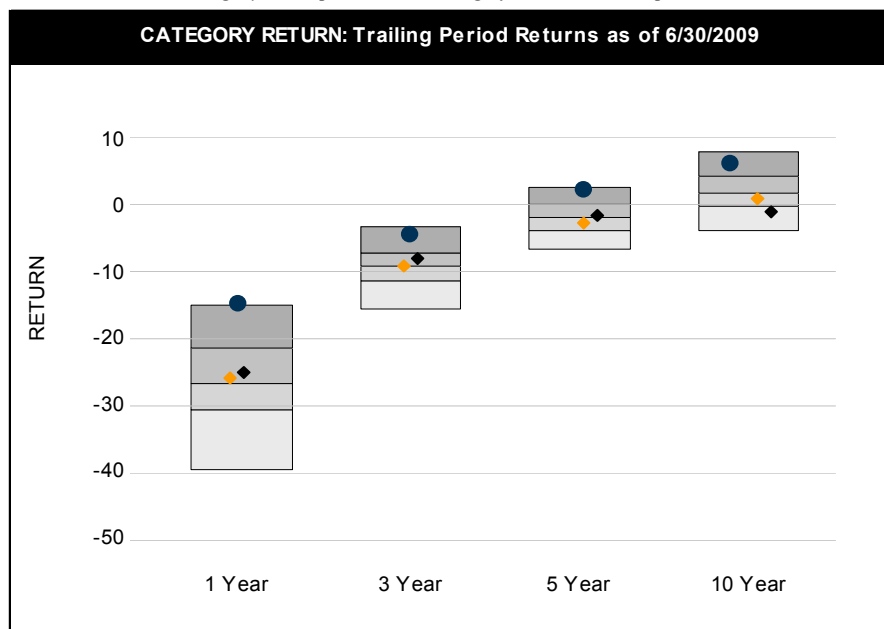 CATEGORY RETURN: Trailing Period Returns as of 6/30/2009
10
0
-10
-20
-30
-40
-50
RETURN
1 Year 3 Year 5 Year 10 Year